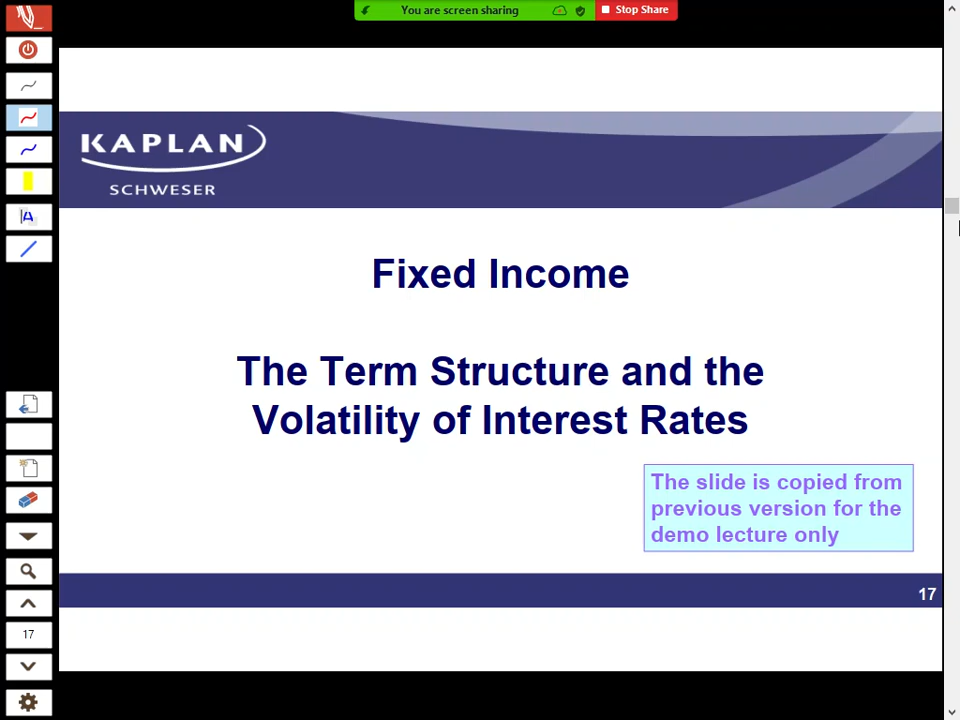 You are screen sharing
Stop Share
KAPLAN
SCHWESER
Fixed Income
The Term Structure and the
Volatility of Interest Rates
The slide is copied from
previous version for the
demo lecture only
17
A
17